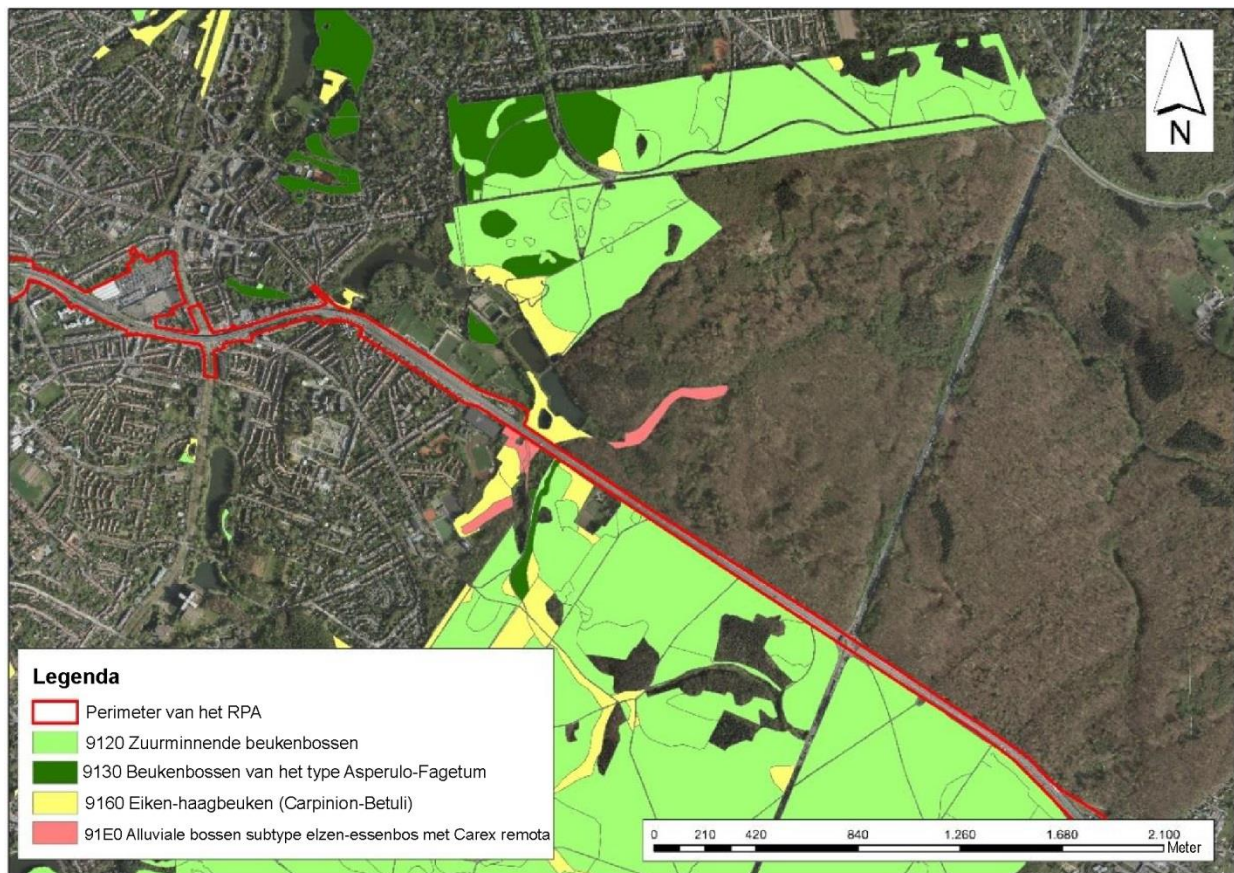 N
Legenda
Perimeter van het RPA
9120 Zuurminnende beukenbossen
9130 Beukenbossen van het type Asperulo-Fagetum
9160 Eiken-haagbeuken (Carpinion-Betuli)
91E0 Alluviale bossen subtype elzen-essenbos met Carex remota
0 210 420 840 1.260 1.680 2.100
Meter